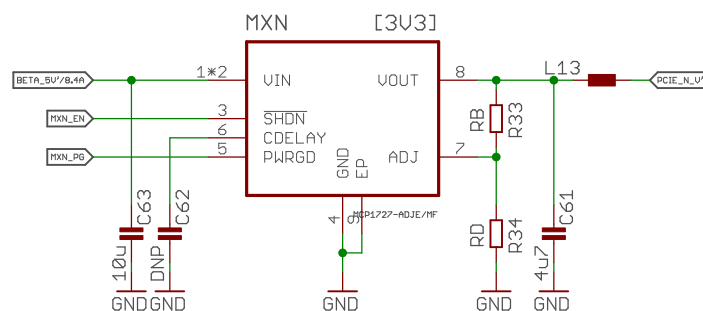 MXN [3V3]
BETA_5V'/8.4A 1*2 VIN VOUT 8 L13 PCIE_N_V'
MXN_EN 3 SHDN
6 CDELAY
MXN_PG 5 PWRGD GND EP ADJ 7
RB R33
4 9 MCP1727-ADJE/MF
C63 10u
C62 DNP
RD R34
C61 4u7
GND GND GND GND GND